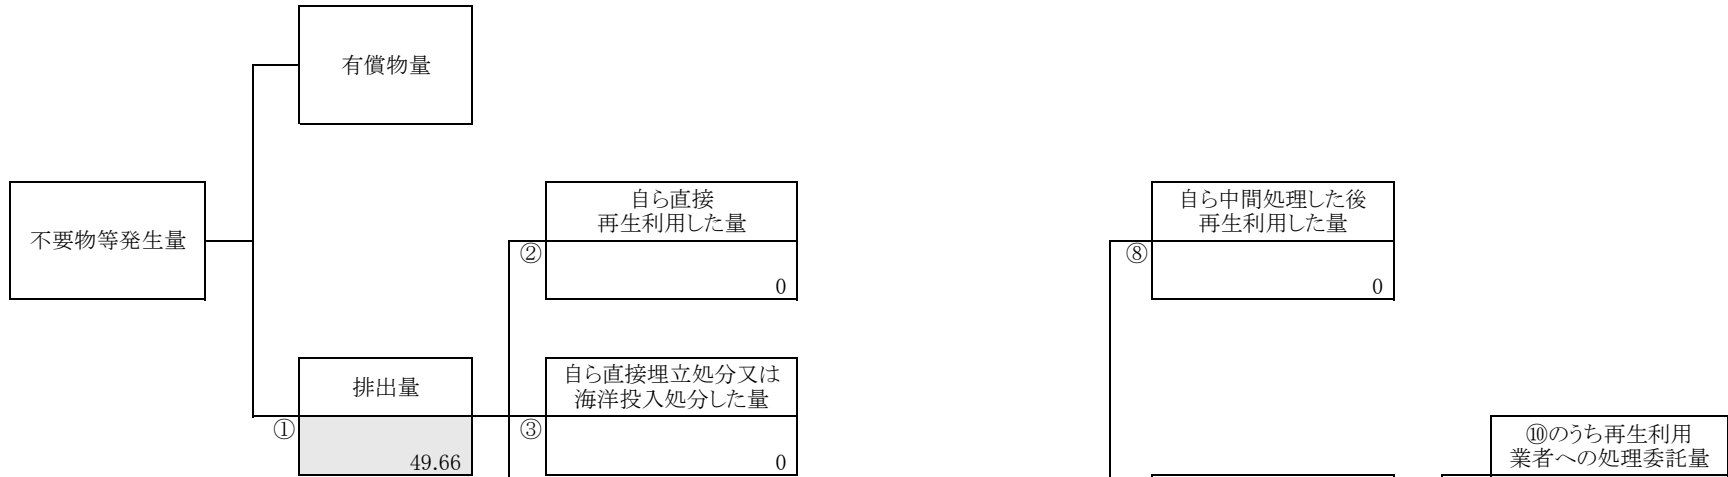 有償物量
不要物等発生量
自ら直接
再生利用した量
②
0
自ら中間処理した後
再生利用した量
⑧
0
排出量
①
49.66
自ら直接埋立処分又は
海洋投入処分した量
③
0
⑩のうち再生利用
業者への処理委託量